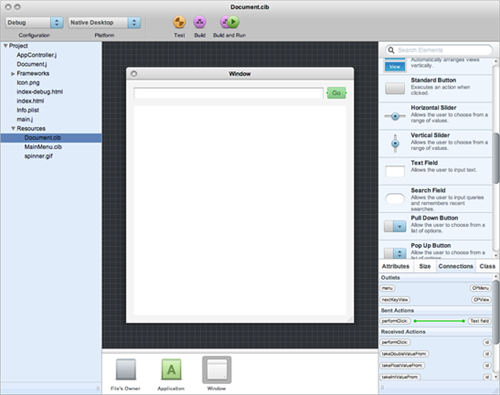 Document.cib
Debug
Native Desktop
Configuration
Platform
Test
Build
Build and Run
Project
AppController.j
Document.j
Frameworks
Icon.png
index-debug.html
index.html
Info.plist
main.j
Resources
Document.cib
MainMenu.cib
spinner.gif
Window
Go
File's Owner
Application
Window
Search Elements
Automatically arranges views
vertically.
Standard Button
Executes an action when
clicked.
Horizontal Slider
Allows the user to choose from a
range of values.
Vertical Slider
Allows the user to choose from a
range of values.
Text Field
Allows the user to input text.
Search Field
Allows the user to input queries
and remembers recent
searches.
Pull Down Button
Allow the user to choose from a
list of options.
Pop Up Button
Allow the user to choose from a
list of options.
Attributes
Size
Connections
Class
Outlets
menu
CPMenu
nextKeyView
CPView
Sent Actions
performClick:
Text field
Received Actions
performClick:
id
takeDoubleValueFrom:
id
takeFloatValueFrom:
id
takeIntValueFrom:
id